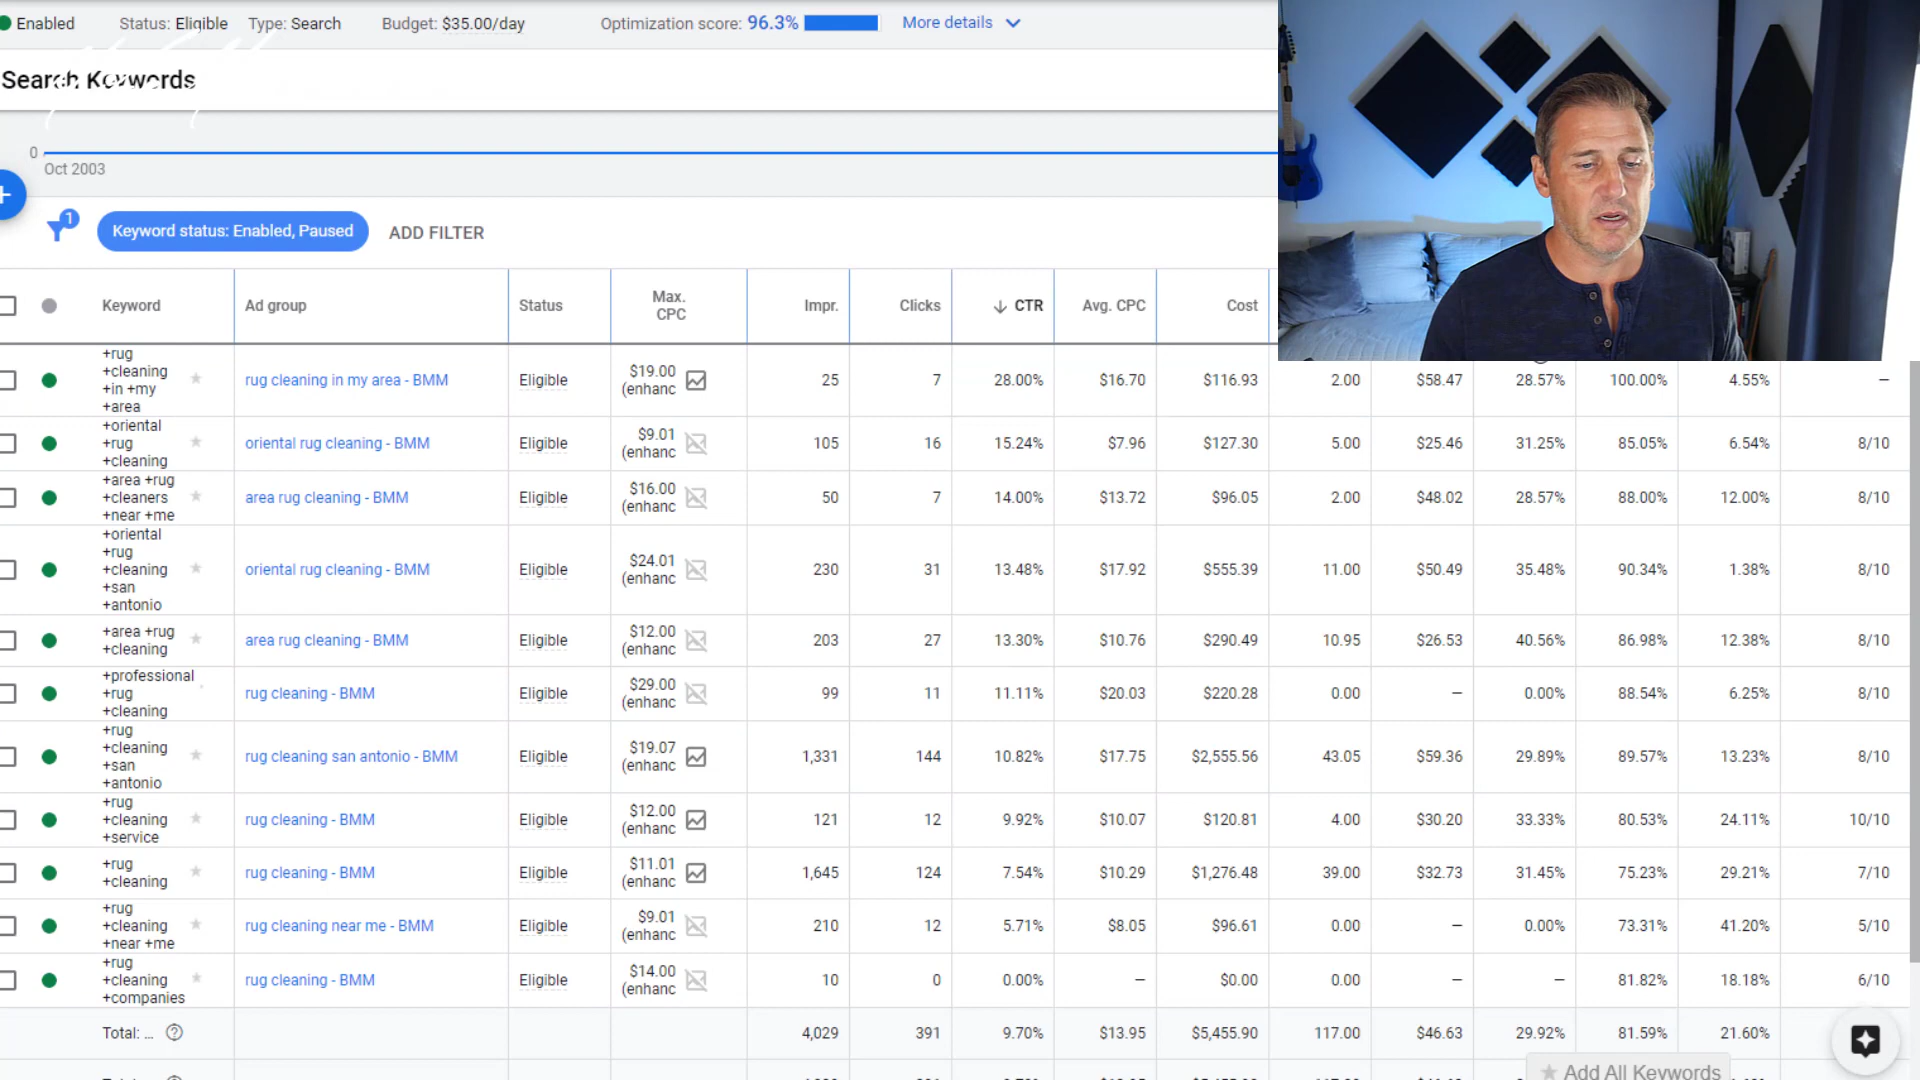 Enabled Status: Eligible Type: Search Budget: $35.00/day Optimization score: 96.3% More details
Search Keywords
0
Oct 2003
1 Keyword status: Enabled, Paused ADD FILTER
Keyword Ad group Status Max. CPC Impr. Clicks CTR Avg. CPC Cost
+rug +cleaning +in +my +area rug cleaning in my area - BMM Eligible $19.00 (enhanc 25 7 28.00% $16.70 $116.93 2.00 $58.47 28.57% 100.00% 4.55% –
+oriental +rug +cleaning oriental rug cleaning - BMM Eligible $9.01 (enhanc 105 16 15.24% $7.96 $127.30 5.00 $25.46 31.25% 85.05% 6.54% 8/10
+area +rug +cleaners +near +me area rug cleaning - BMM Eligible $16.00 (enhanc 50 7 14.00% $13.72 $96.05 2.00 $48.02 28.57% 88.00% 12.00% 8/10
+oriental +rug +cleaning +san +antonio oriental rug cleaning - BMM Eligible $24.01 (enhanc 230 31 13.48% $17.92 $555.39 11.00 $50.49 35.48% 90.34% 1.38% 8/10
+area +rug +cleaning area rug cleaning - BMM Eligible $12.00 (enhanc 203 27 13.30% $10.76 $290.49 10.95 $26.53 40.56% 86.98% 12.38% 8/10
+professional +rug +cleaning rug cleaning - BMM Eligible $29.00 (enhanc 99 11 11.11% $20.03 $220.28 0.00 – 0.00% 88.54% 6.25% 8/10
+rug +cleaning +san +antonio rug cleaning san antonio - BMM Eligible $19.07 (enhanc 1,331 144 10.82% $17.75 $2,555.56 43.05 $59.36 29.89% 89.57% 13.23% 8/10
+rug +cleaning +service rug cleaning - BMM Eligible $12.00 (enhanc 121 12 9.92% $10.07 $120.81 4.00 $30.20 33.33% 80.53% 24.11% 10/10
+rug +cleaning rug cleaning - BMM Eligible $11.01 (enhanc 1,645 124 7.54% $10.29 $1,276.48 39.00 $32.73 31.45% 75.23% 29.21% 7/10
+rug +cleaning +near +me rug cleaning near me - BMM Eligible $9.01 (enhanc 210 12 5.71% $8.05 $96.61 0.00 – 0.00% 73.31% 41.20% 5/10
+rug +cleaning +companies rug cleaning - BMM Eligible $14.00 (enhanc 10 0 0.00% – $0.00 0.00 – – 81.82% 18.18% 6/10
Total: ... 4,029 391 9.70% $13.95 $5,455.90 117.00 $46.63 29.92% 81.59% 21.60%
Add All Keywords